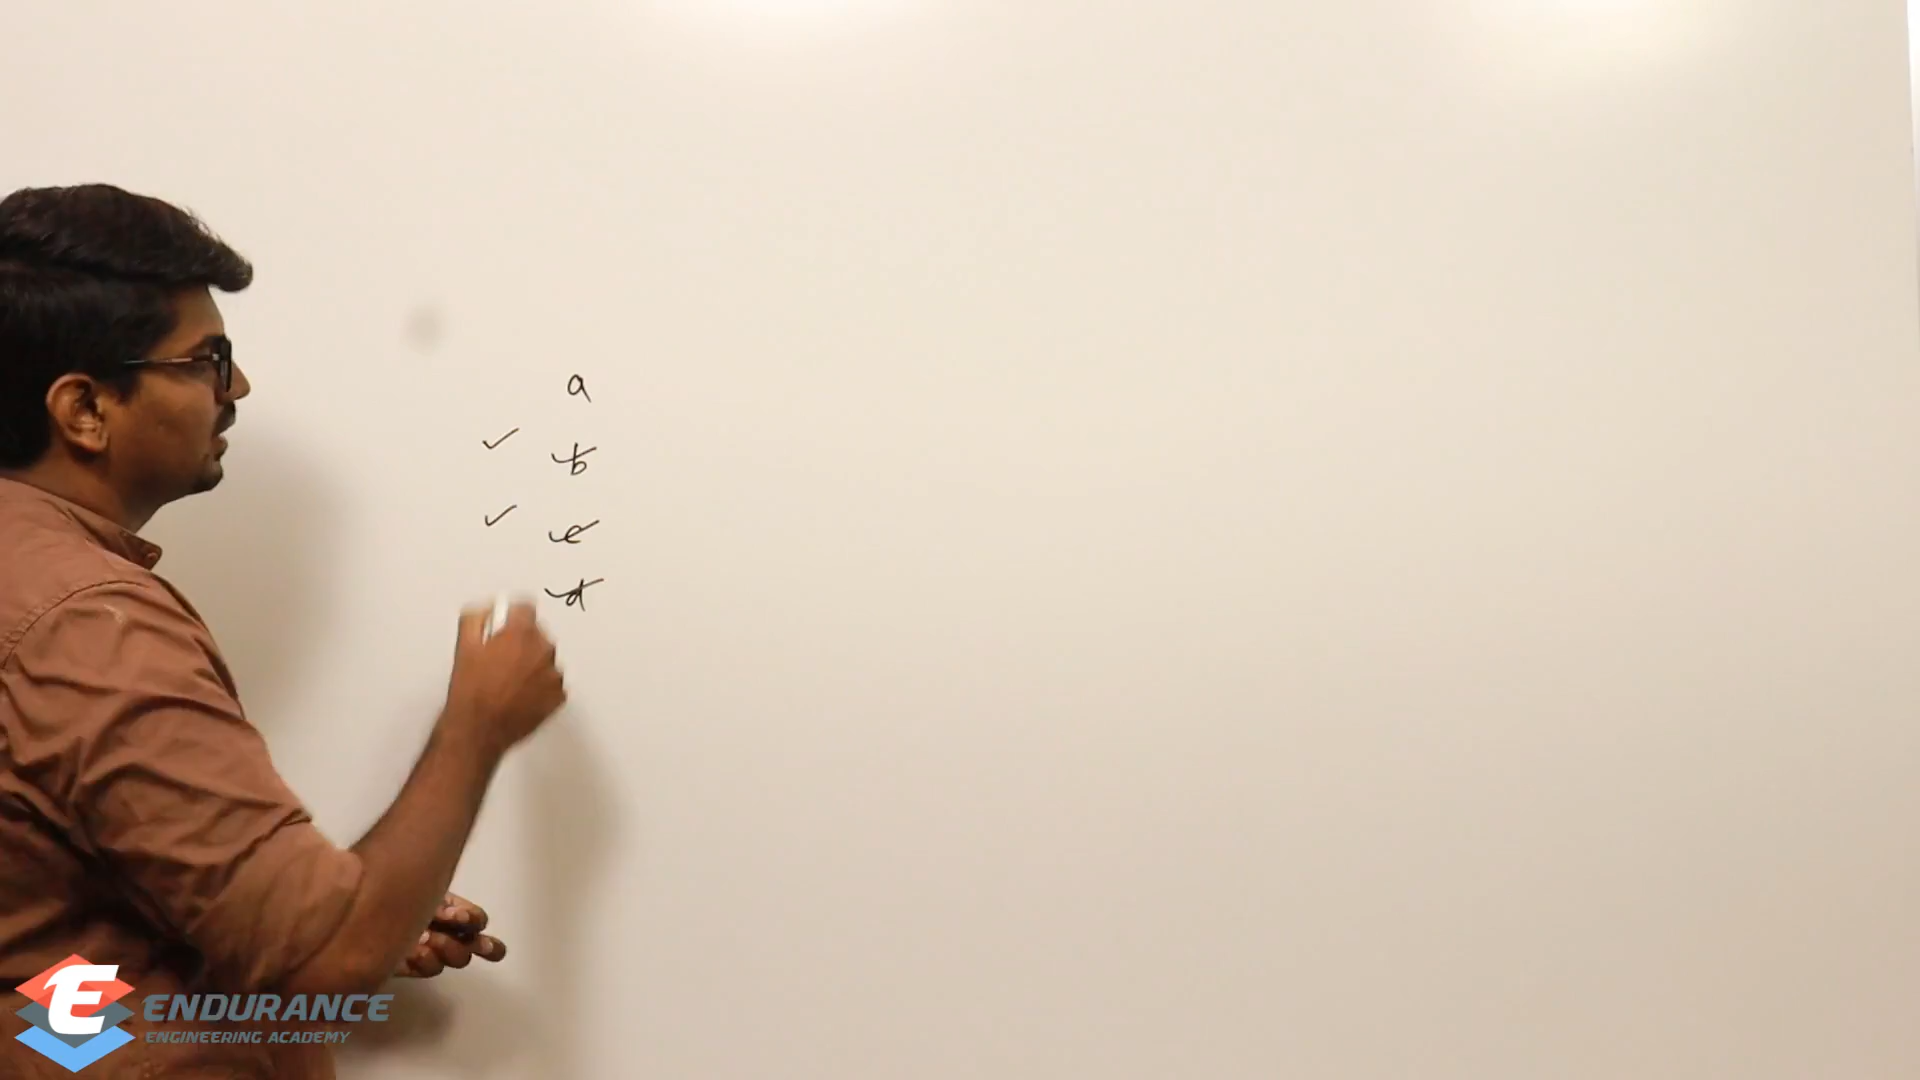 a
✓ b
✓ c
d
E ENDURANCE
ENGINEERING ACADEMY